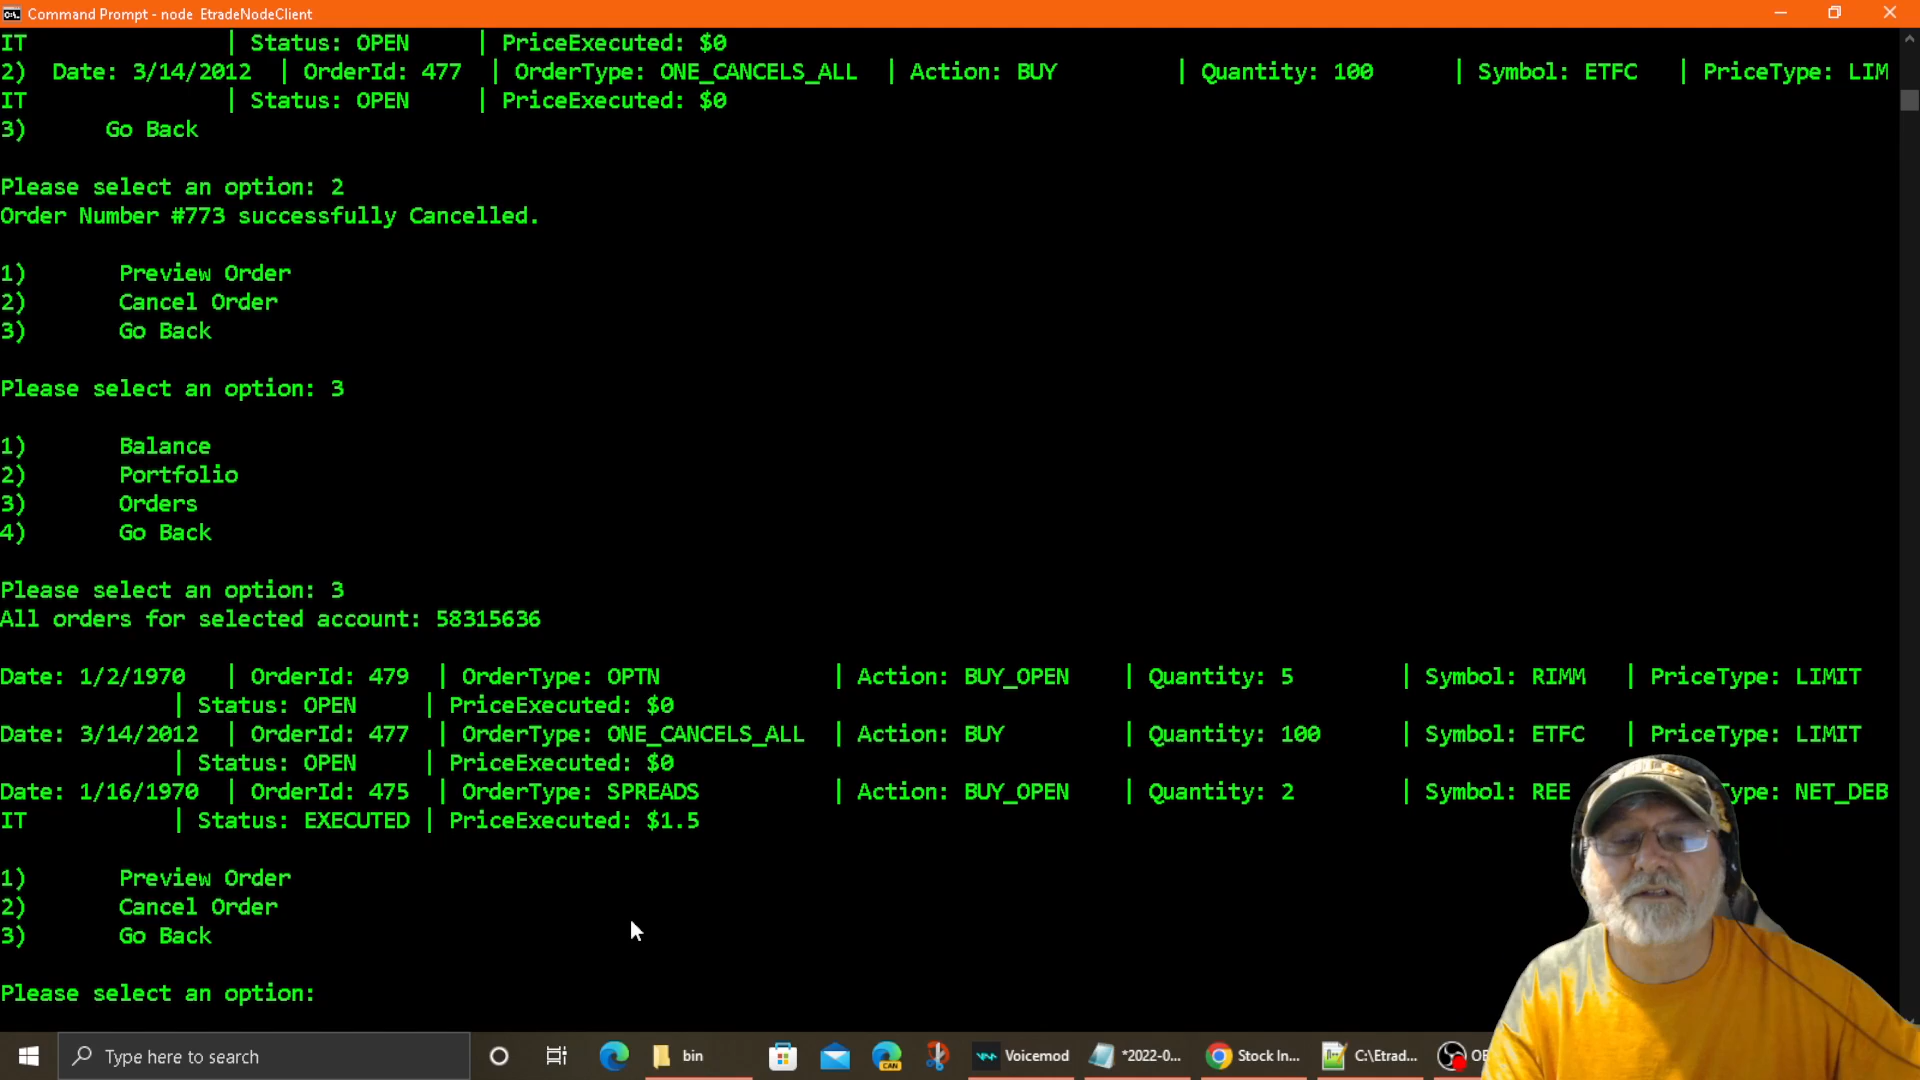 Command Prompt - node  EtradeNodeClient
IT | Status: OPEN | PriceExecuted: $0
2) Date: 3/14/2012 | OrderId: 477 | OrderType: ONE_CANCELS_ALL | Action: BUY | Quantity: 100 | Symbol: ETFC | PriceType: LIM
IT | Status: OPEN | PriceExecuted: $0
3) Go Back
Please select an option: 2
Order Number #773 successfully Cancelled.
1) Preview Order
2) Cancel Order
3) Go Back
Please select an option: 3
1) Balance
2) Portfolio
3) Orders
4) Go Back
Please select an option: 3
All orders for selected account: 58315636
Date: 1/2/1970 | OrderId: 479 | OrderType: OPTN | Action: BUY_OPEN | Quantity: 5 | Symbol: RIMM | PriceType: LIMIT
| Status: OPEN | PriceExecuted: $0
Date: 3/14/2012 | OrderId: 477 | OrderType: ONE_CANCELS_ALL | Action: BUY | Quantity: 100 | Symbol: ETFC | PriceType: LIMIT
| Status: OPEN | PriceExecuted: $0
Date: 1/16/1970 | OrderId: 475 | OrderType: SPREADS | Action: BUY_OPEN | Quantity: 2 | Symbol: REE Type: NET_DEB
IT | Status: EXECUTED | PriceExecuted: $1.5
1) Preview Order
2) Cancel Order
3) Go Back
Please select an option:
Type here to search bin CAN Voicemod *2022-0... Stock In... C:\Etrad... OB